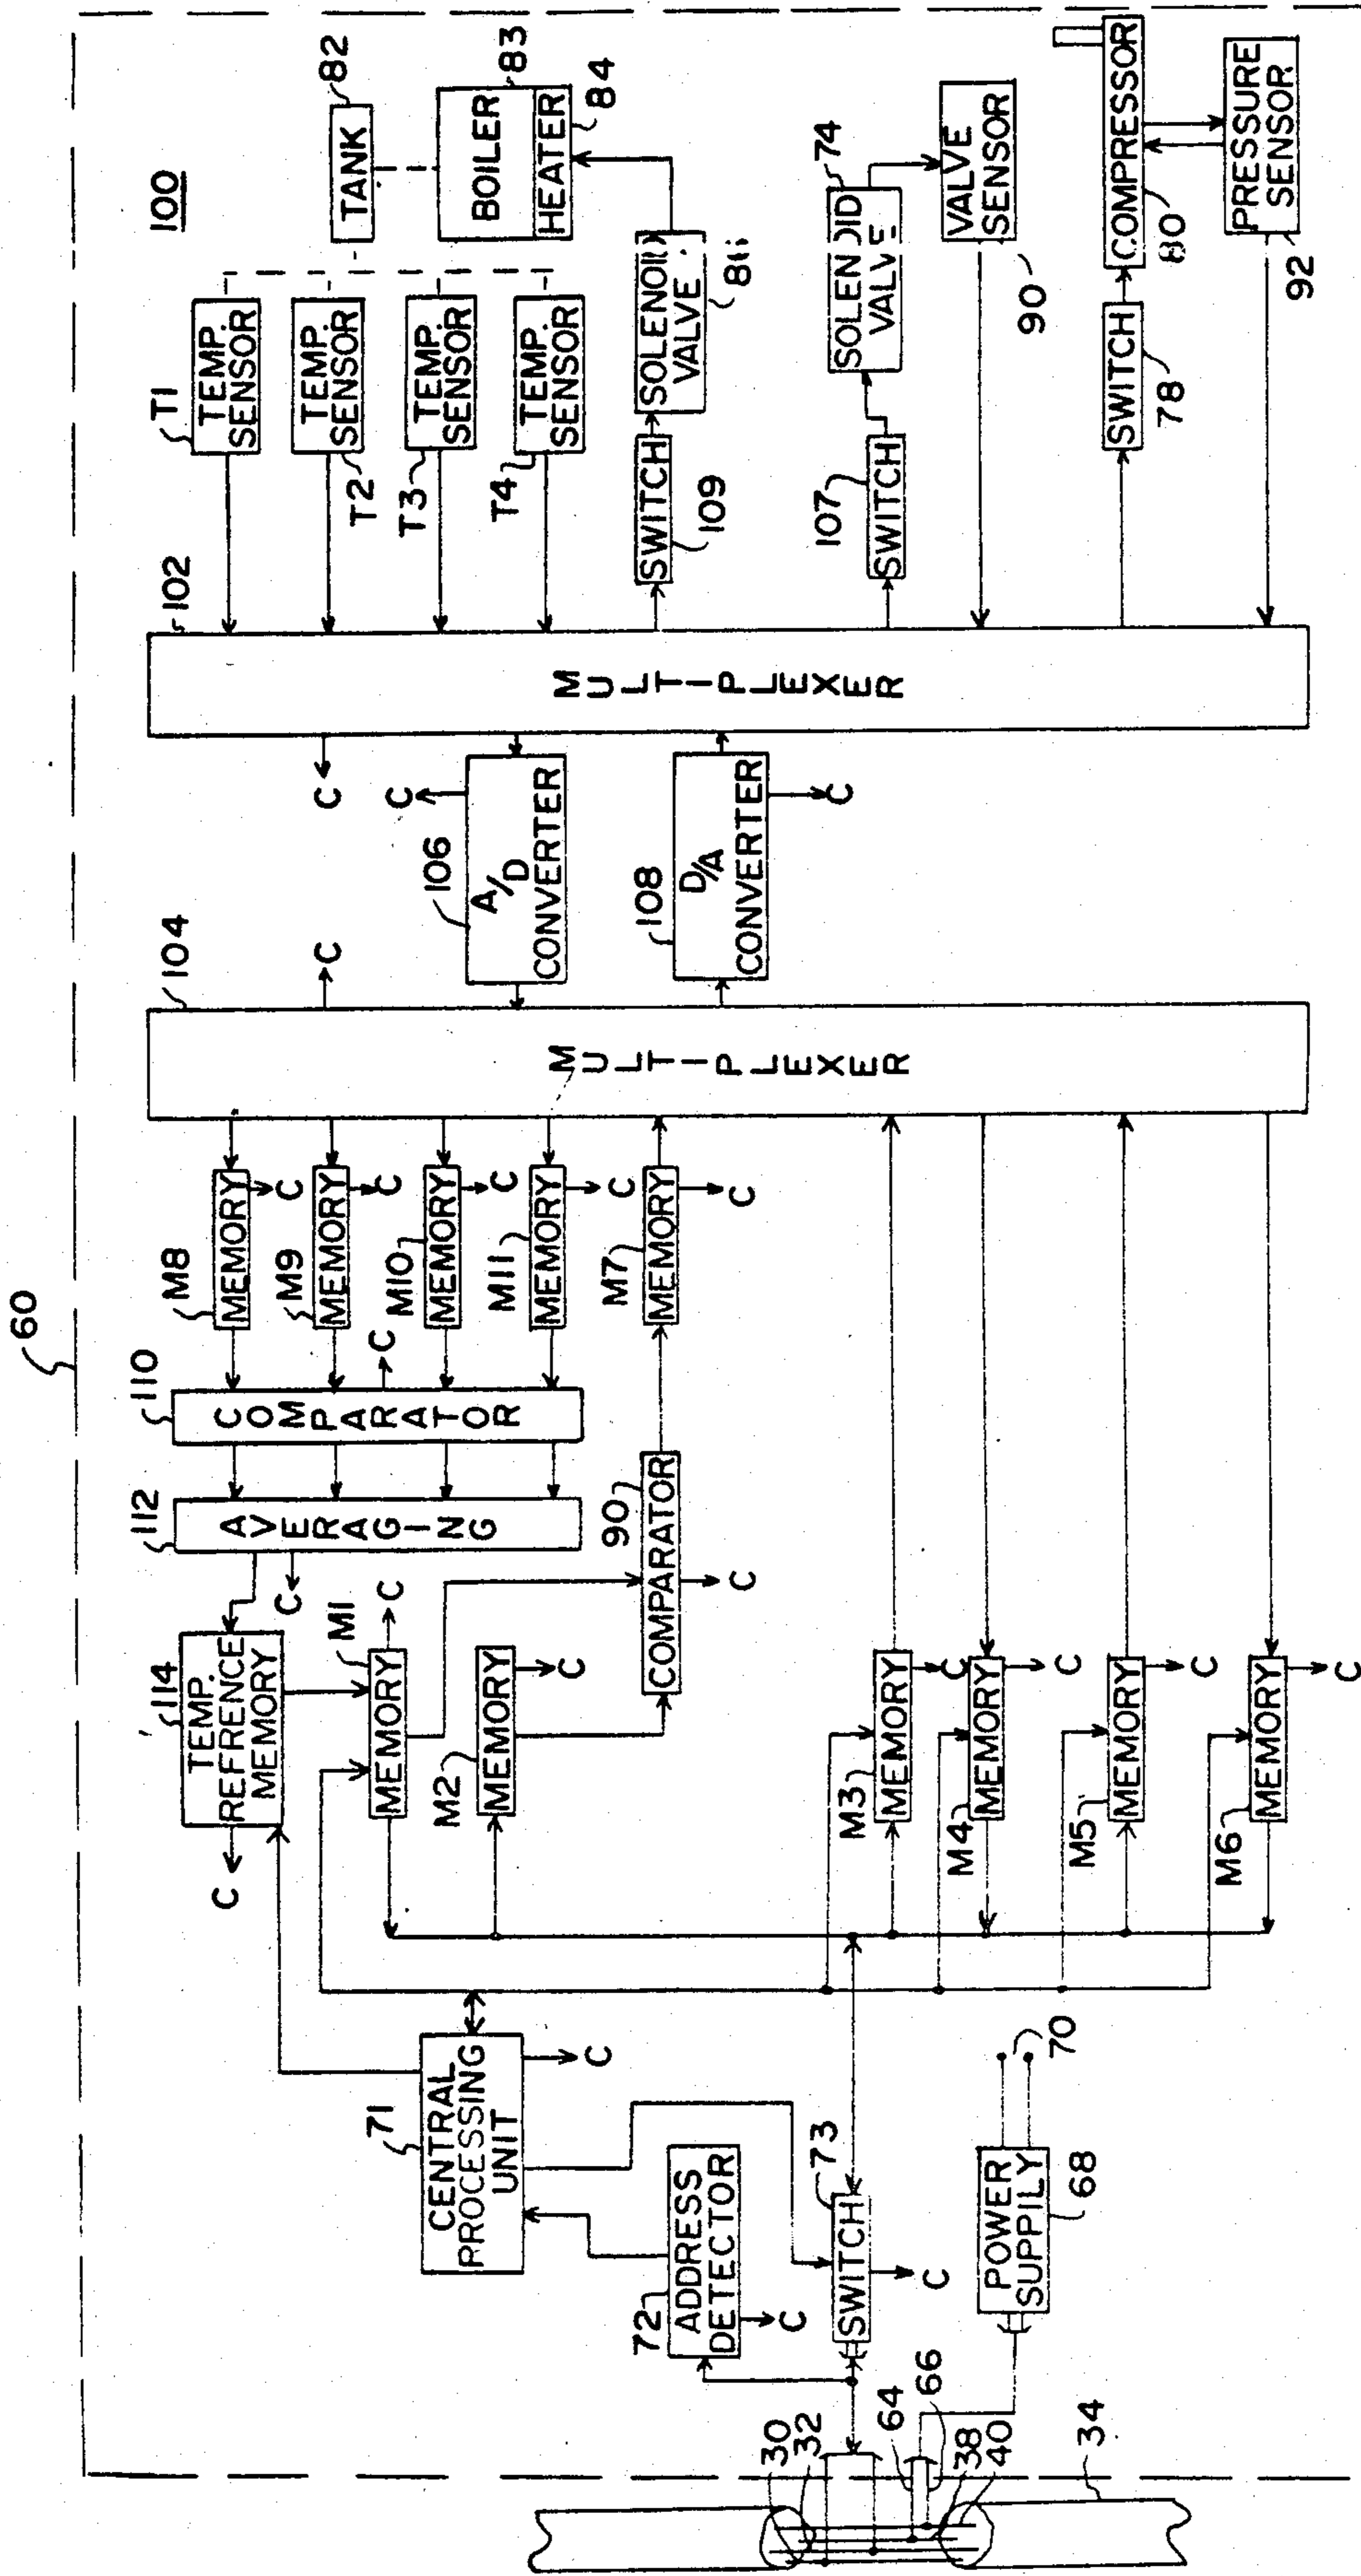 60
100
T1
TEMP.
SENSOR
T2
TEMP.
SENSOR
T3
TEMP.
SENSOR
T4
TEMP.
SENSOR
TANK
82
BOILER
83
HEATER
84
SWITCH
109
SOLENOID
VALVE
SWITCH
107
SOLENOID
VALVE
74
VALVE
SENSOR
90
SWITCH
78
COMPRESSOR
80
PRESSURE
SENSOR
92
102
MULTIPLEXER
C
C
106
A/D
CONVERTER
108
D/A
CONVERTER
C
104
C
MULTIPLEXER
M8
MEMORY
C
M9
MEMORY
C
M10
MEMORY
C
M11
MEMORY
C
M7
MEMORY
C
110
COMPARATOR
C
112
AVERAGING
C
90
COMPARATOR
C
114
TEMP.
REFRENCE
MEMORY
C
M1
MEMORY
C
M2
MEMORY
C
M3
MEMORY
C
M4
MEMORY
C
M5
MEMORY
C
M6
MEMORY
C
71
CENTRAL
PROCESSING
UNIT
C
72
ADDRESS
DETECTOR
C
73
SWITCH
C
POWER
SUPPILY
68
70
30
32
64
66
38
40
34